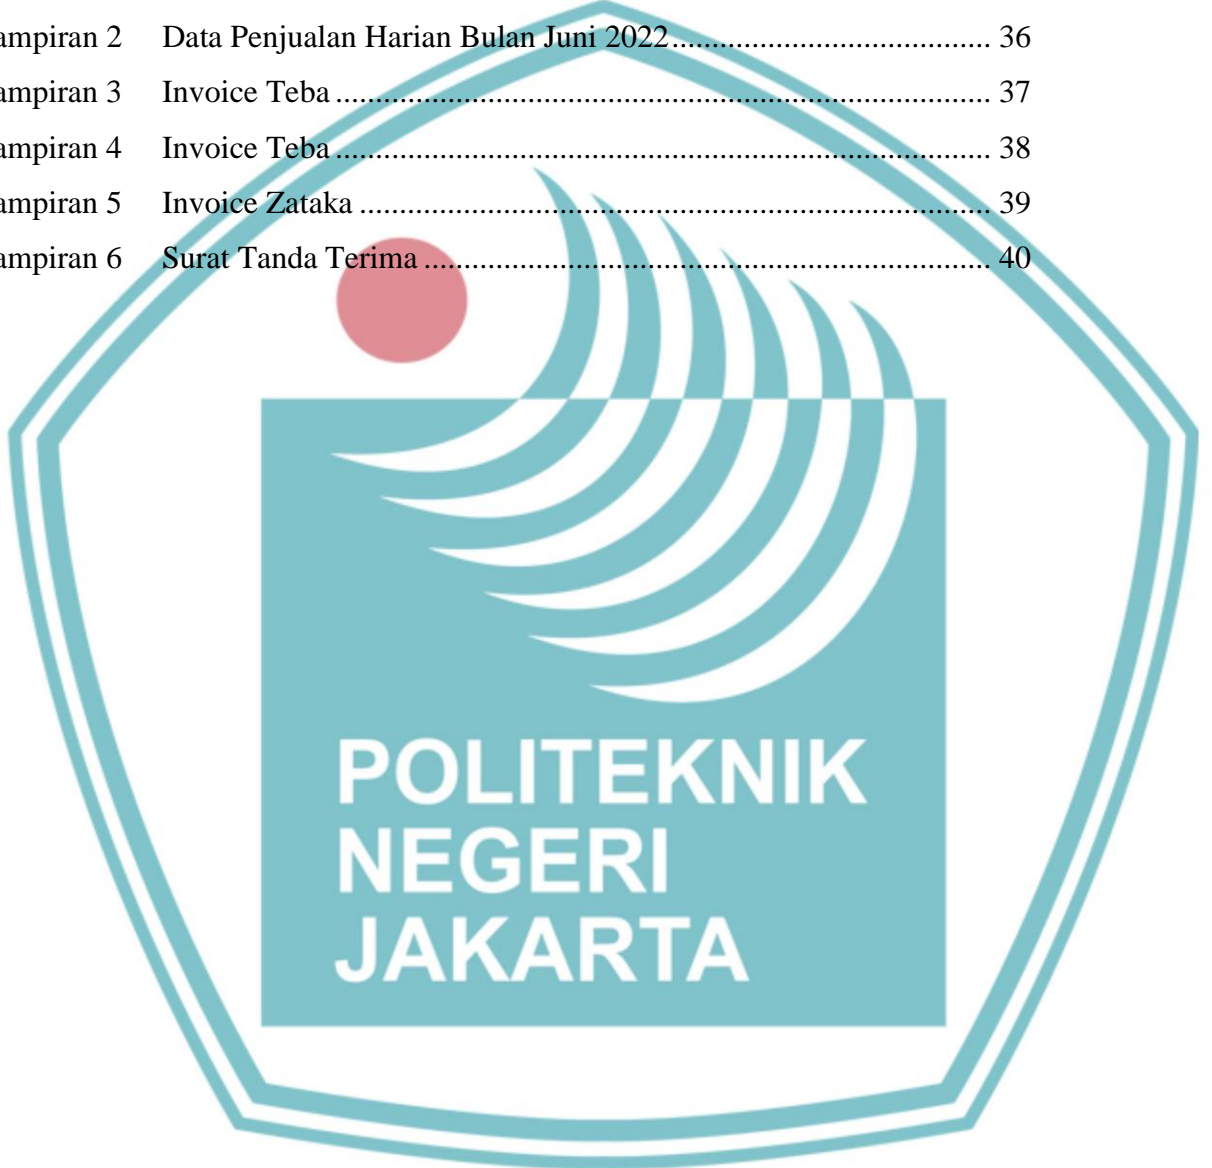 ampiran 2 Data Penjualan Harian Bulan Juni 2022........................................ 36
ampiran 3 Invoice Teba .................................................................................. 37
ampiran 4 Invoice Teba .................................................................................. 38
ampiran 5 Invoice Zataka ............................................................................... 39
ampiran 6 Surat Tanda Terima ....................................................................... 40
POLITEKNIK
NEGERI
JAKARTA